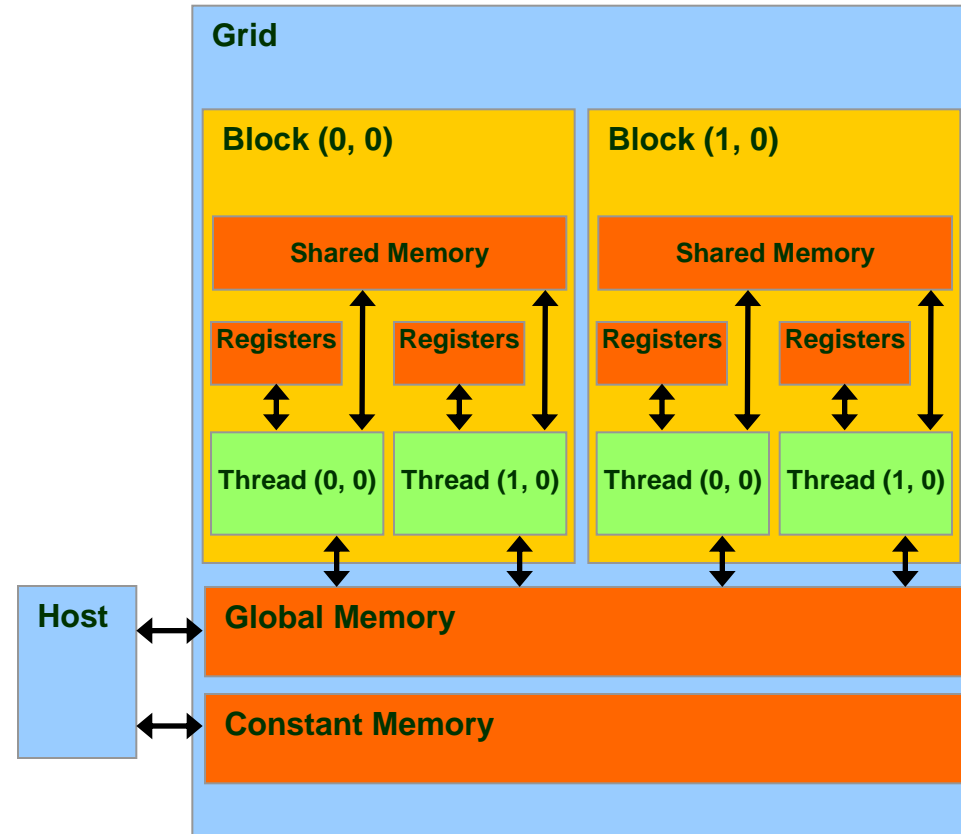 Grid
Block (0, 0)
Block (1, 0)
Shared Memory
Shared Memory
Registers
Registers
Registers
Registers
Thread (0, 0)
Thread (1, 0)
Thread (0, 0)
Thread (1, 0)
Host
Global Memory
Constant Memory